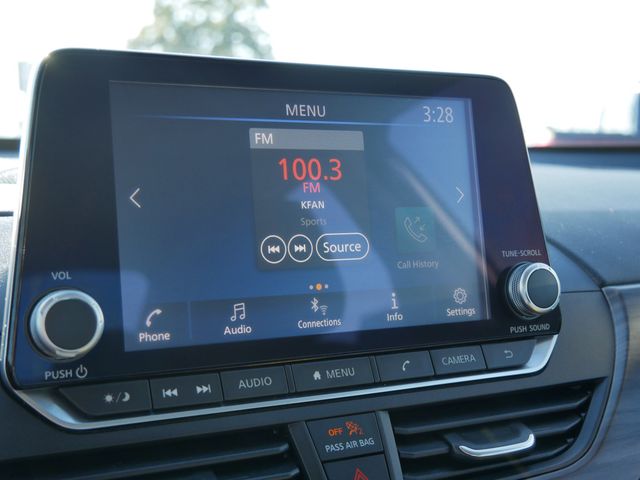 MENU
3:28
FM
100.3
FM
KFAN
Sports
Source
Call History
Phone
Audio
Connections
Info
Settings
VOL
PUSH
TUNE-SCROLL
PUSH SOUND
AUDIO
MENU
CAMERA
OFF 2
PASS AIR BAG